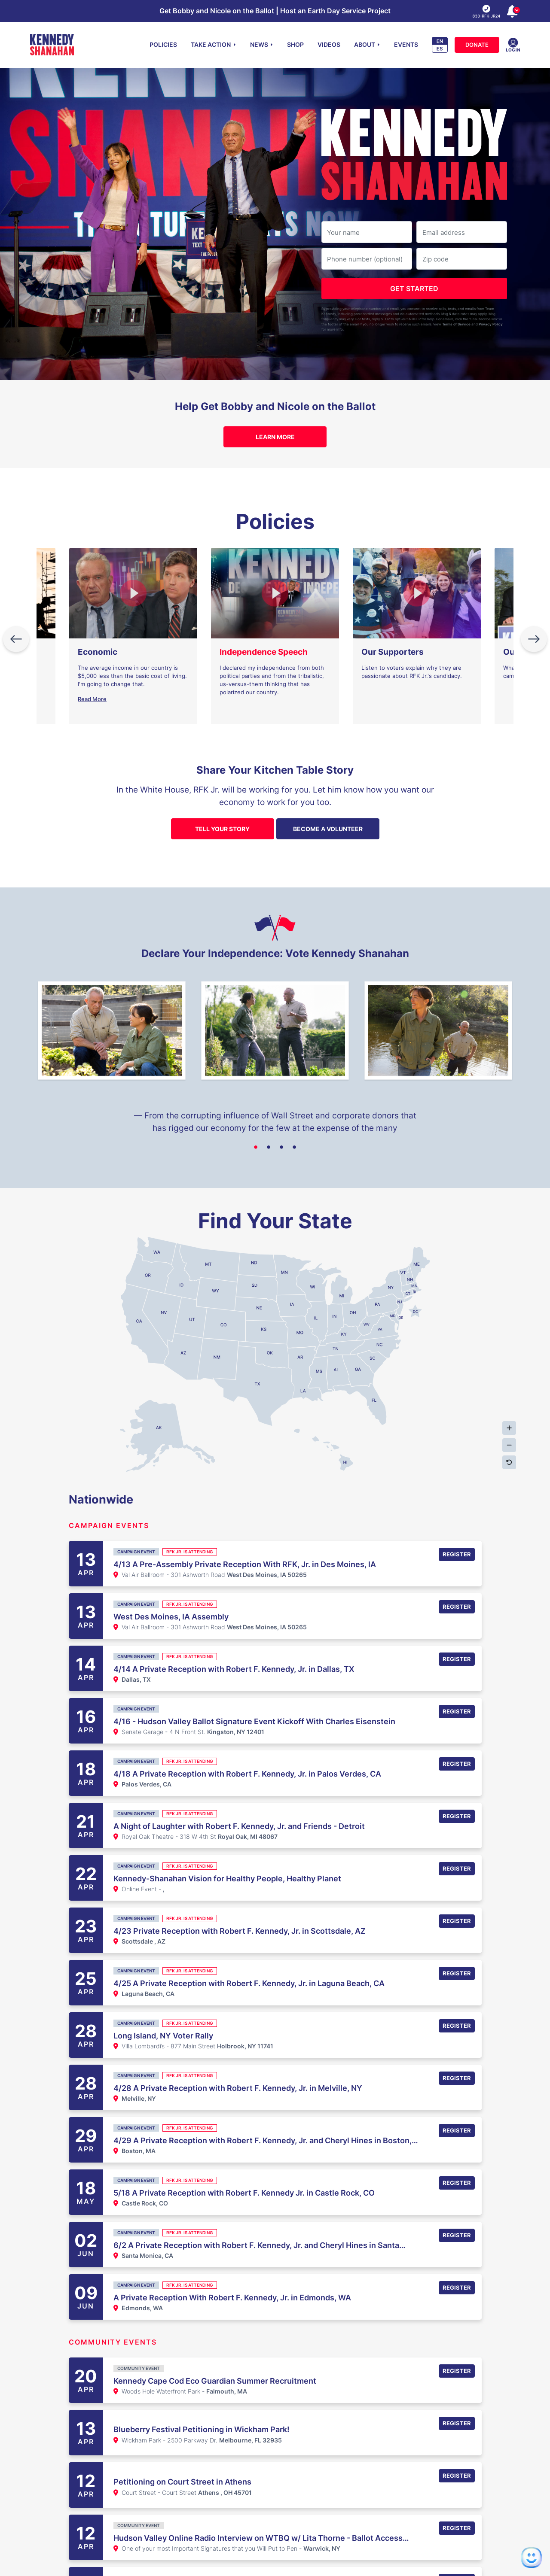 Get Bobby and Nicole on the Ballot | Host an Earth Day Service Project
KENNEDY
SHANAHAN
POLICIES
TAKE ACTION
NEWS
SHOP
VIDEOS
ABOUT
EVENTS
EN
ES
DONATE
LOGIN
KENNEDY
SHANAHAN
Your name
Email address
Phone number (optional)
Zip code
GET STARTED
Help Get Bobby and Nicole on the Ballot
LEARN MORE
Policies
Economic
The average income in our country is
$5,000 less than the basic cost of living.
I'm going to change that.
Read More
Independence Speech
I declared my independence from both
political parties and from the tribalistic,
us-versus-them thinking that has
polarized our country.
Our Supporters
Listen to voters explain why they are
passionate about RFK Jr.'s candidacy.
Share Your Kitchen Table Story
In the White House, RFK Jr. will be working for you. Let him know how you want our
economy to work for you too.
TELL YOUR STORY
BECOME A VOLUNTEER
Declare Your Independence: Vote Kennedy Shanahan
— From the corrupting influence of Wall Street and corporate donors that
has rigged our economy for the few at the expense of the many
Find Your State
WA
OR
CA
NV
ID
MT
WY
UT
AZ
CO
NM
ND
SD
NE
KS
OK
TX
MN
IA
MO
AR
LA
WI
IL
MS
MI
IN
KY
TN
AL
OH
GA
FL
SC
NC
PA
NY
VT
NH
ME
AK
HI
Nationwide
CAMPAIGN EVENTS
13
APR
CAMPAIGN EVENT
RFK JR. IS ATTENDING
4/13 A Pre-Assembly Private Reception With RFK, Jr. in Des Moines, IA
Val Air Ballroom - 301 Ashworth Road West Des Moines, IA 50265
REGISTER
13
APR
CAMPAIGN EVENT
RFK JR. IS ATTENDING
West Des Moines, IA Assembly
Val Air Ballroom - 301 Ashworth Road West Des Moines, IA 50265
REGISTER
14
APR
CAMPAIGN EVENT
RFK JR. IS ATTENDING
4/14 A Private Reception with Robert F. Kennedy, Jr. in Dallas, TX
Dallas, TX
REGISTER
16
APR
CAMPAIGN EVENT
4/16 - Hudson Valley Ballot Signature Event Kickoff With Charles Eisenstein
Senate Garage - 4 N Front St. Kingston, NY 12401
REGISTER
18
APR
CAMPAIGN EVENT
RFK JR. IS ATTENDING
4/18 A Private Reception with Robert F. Kennedy, Jr. in Palos Verdes, CA
Palos Verdes, CA
REGISTER
21
APR
CAMPAIGN EVENT
RFK JR. IS ATTENDING
A Night of Laughter with Robert F. Kennedy, Jr. and Friends - Detroit
Royal Oak Theatre - 318 W 4th St Royal Oak, MI 48067
REGISTER
22
APR
CAMPAIGN EVENT
RFK JR. IS ATTENDING
Kennedy-Shanahan Vision for Healthy People, Healthy Planet
Online Event - ,
REGISTER
23
APR
CAMPAIGN EVENT
RFK JR. IS ATTENDING
4/23 Private Reception with Robert F. Kennedy, Jr. in Scottsdale, AZ
Scottsdale , AZ
REGISTER
25
APR
CAMPAIGN EVENT
RFK JR. IS ATTENDING
4/25 A Private Reception with Robert F. Kennedy, Jr. in Laguna Beach, CA
Laguna Beach, CA
REGISTER
28
APR
CAMPAIGN EVENT
RFK JR. IS ATTENDING
Long Island, NY Voter Rally
Villa Lombardi's - 877 Main Street Holbrook, NY 11741
REGISTER
28
APR
CAMPAIGN EVENT
RFK JR. IS ATTENDING
4/28 A Private Reception with Robert F. Kennedy, Jr. in Melville, NY
Melville, NY
REGISTER
29
APR
CAMPAIGN EVENT
RFK JR. IS ATTENDING
4/29 A Private Reception with Robert F. Kennedy, Jr. and Cheryl Hines in Boston,...
Boston, MA
REGISTER
18
MAY
CAMPAIGN EVENT
RFK JR. IS ATTENDING
5/18 A Private Reception with Robert F. Kennedy Jr. in Castle Rock, CO
Castle Rock, CO
REGISTER
02
JUN
CAMPAIGN EVENT
RFK JR. IS ATTENDING
6/2 A Private Reception with Robert F. Kennedy, Jr. and Cheryl Hines in Santa...
Santa Monica, CA
REGISTER
09
JUN
CAMPAIGN EVENT
RFK JR. IS ATTENDING
A Private Reception With Robert F. Kennedy, Jr. in Edmonds, WA
Edmonds, WA
REGISTER
COMMUNITY EVENTS
20
APR
COMMUNITY EVENT
Kennedy Cape Cod Eco Guardian Summer Recruitment
Woods Hole Waterfront Park - Falmouth, MA
REGISTER
13
APR
Blueberry Festival Petitioning in Wickham Park!
Wickham Park - 2500 Parkway Dr. Melbourne, FL 32935
REGISTER
12
APR
Petitioning on Court Street in Athens
Court Street - Court Street Athens , OH 45701
REGISTER
12
APR
COMMUNITY EVENT
Hudson Valley Online Radio Interview on WTBQ w/ Lita Thorne - Ballot Access...
One of your most Important Signatures that you Will Put to Pen - Warwick, NY
REGISTER